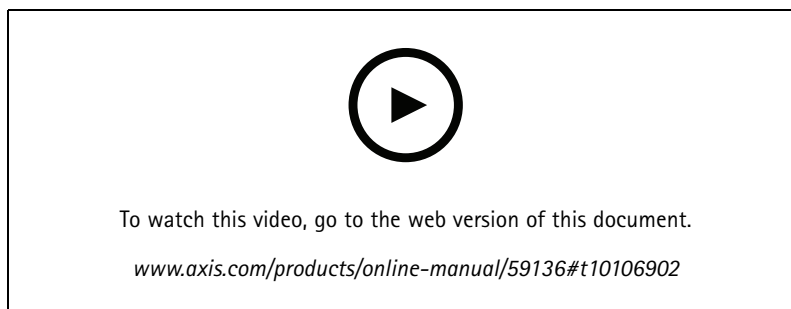 To watch this video, go to the web version of this document.
www.axis.com/products/online-manual/59136#t10106902